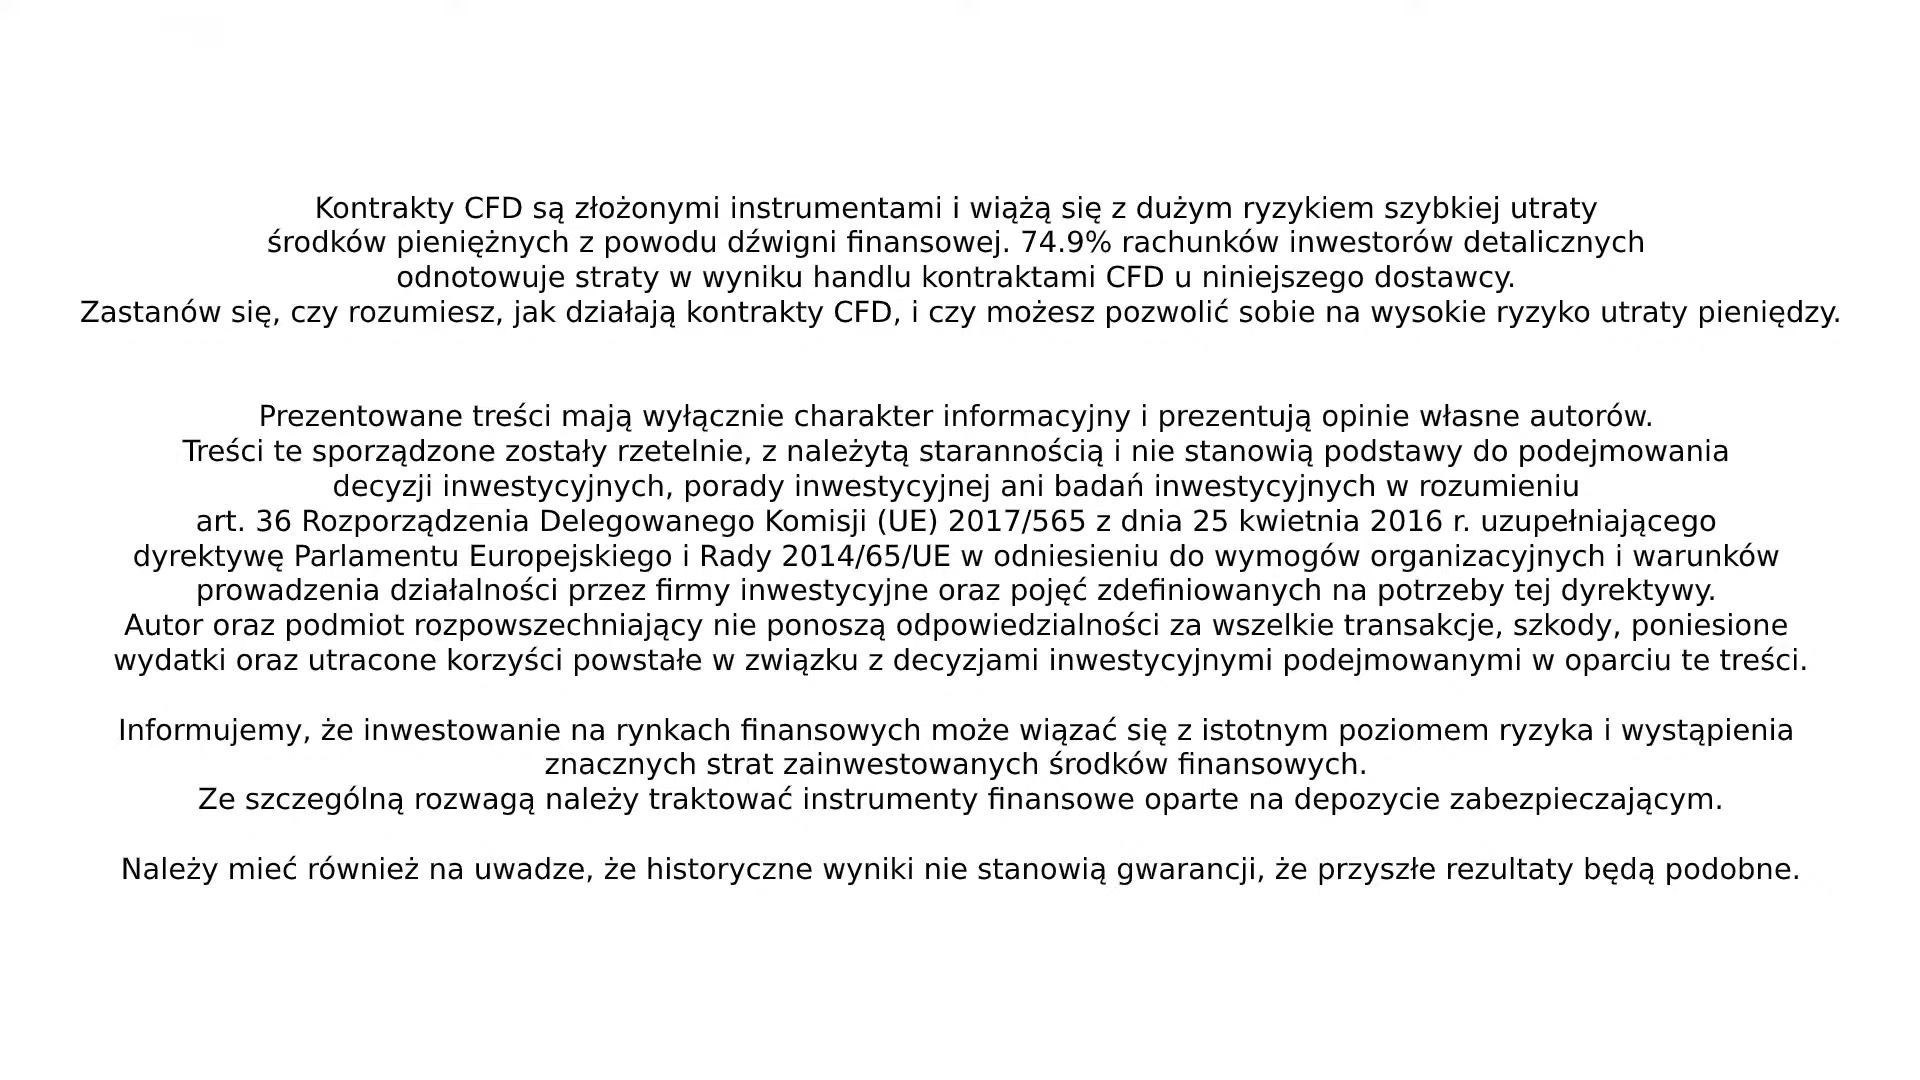 Kontrakty CFD są złożonymi instrumentami i wiążą się z dużym ryzykiem szybkiej utraty
środków pieniężnych z powodu dźwigni finansowej. 74.9% rachunków inwestorów detalicznych
odnotowuje straty w wyniku handlu kontraktami CFD u niniejszego dostawcy.
Zastanów się, czy rozumiesz, jak działają kontrakty CFD, i czy możesz pozwolić sobie na wysokie ryzyko utraty pieniędzy.
Prezentowane treści mają wyłącznie charakter informacyjny i prezentują opinie własne autorów.
Treści te sporządzone zostały rzetelnie, z należytą starannością i nie stanowią podstawy do podejmowania
decyzji inwestycyjnych, porady inwestycyjnej ani badań inwestycyjnych w rozumieniu
art. 36 Rozporządzenia Delegowanego Komisji (UE) 2017/565 z dnia 25 kwietnia 2016 r. uzupełniającego
dyrektywę Parlamentu Europejskiego i Rady 2014/65/UE w odniesieniu do wymogów organizacyjnych i warunków
prowadzenia działalności przez firmy inwestycyjne oraz pojęć zdefiniowanych na potrzeby tej dyrektywy.
Autor oraz podmiot rozpowszechniający nie ponoszą odpowiedzialności za wszelkie transakcje, szkody, poniesione
wydatki oraz utracone korzyści powstałe w związku z decyzjami inwestycyjnymi podejmowanymi w oparciu te treści.
Informujemy, że inwestowanie na rynkach finansowych może wiązać się z istotnym poziomem ryzyka i wystąpienia
znacznych strat zainwestowanych środków finansowych.
Ze szczególną rozwagą należy traktować instrumenty finansowe oparte na depozycie zabezpieczającym.
Należy mieć również na uwadze, że historyczne wyniki nie stanowią gwarancji, że przyszłe rezultaty będą podobne.